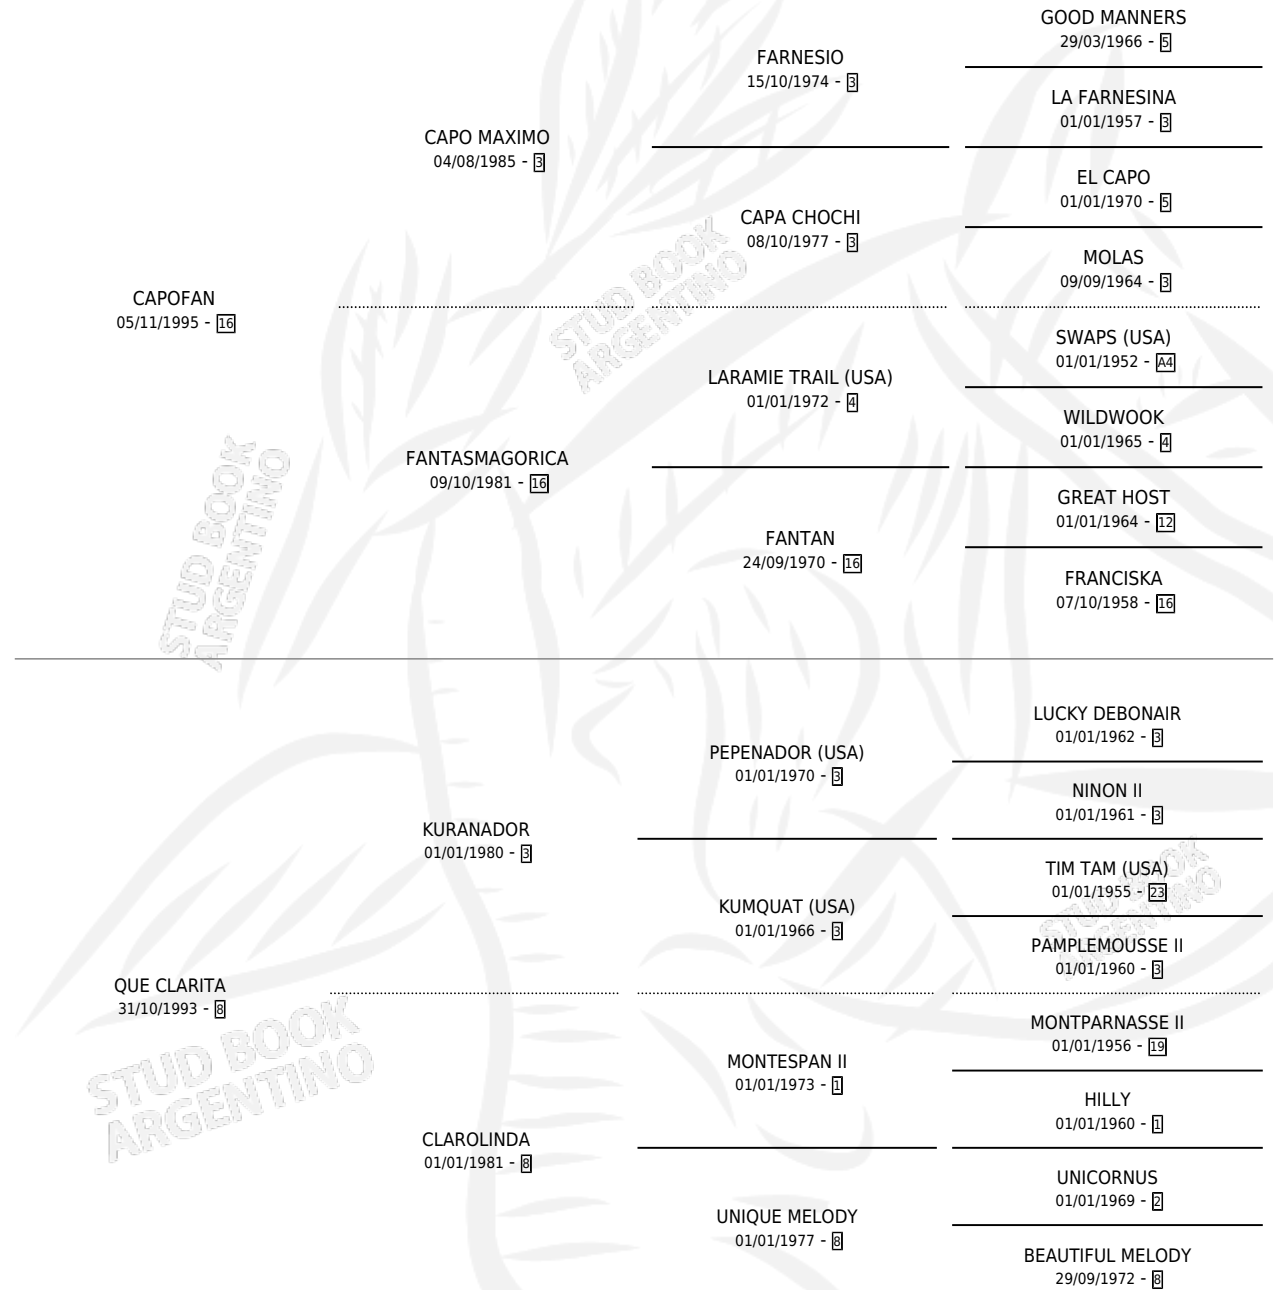 GOOD MANNERS
29/03/1966 - 5
FARNESIO
15/10/1974 - 3
LA FARNESINA
01/01/1957 - 3
CAPO MAXIMO
04/08/1985 - 3
EL CAPO
01/01/1970 - 5
CAPA CHOCHI
08/10/1977 - 3
MOLAS
09/09/1964 - 3
CAPOFAN
05/11/1995 - 16
STUD BOOK
ARGENTINO
SWAPS (USA)
01/01/1952 - A4
LARAMIE TRAIL (USA)
01/01/1972 - 4
WILDWOOK
01/01/1965 - 4
FANTASMAGORICA
09/10/1981 - 16
GREAT HOST
01/01/1964 - 12
FANTAN
24/09/1970 - 16
FRANCISKA
07/10/1958 - 16
STUD BOOK
ARGENTINO
LUCKY DEBONAIR
01/01/1962 - 3
PEPENADOR (USA)
01/01/1970 - 3
NINON II
01/01/1961 - 3
KURANADOR
01/01/1980 - 3
TIM TAM (USA)
01/01/1955 - 23
KUMQUAT (USA)
01/01/1966 - 3
PAMPLEMOUSSE II
01/01/1960 - 3
STUD BOOK
ARGENTINO
QUE CLARITA
31/10/1993 - 8
MONTPARNASSE II
01/01/1956 - 19
MONTESPAN II
01/01/1973 - 1
HILLY
01/01/1960 - 1
STUD BOOK
ARGENTINO
CLAROLINDA
01/01/1981 - 8
UNICORNUS
01/01/1969 - 2
UNIQUE MELODY
01/01/1977 - 8
BEAUTIFUL MELODY
29/09/1972 - 8